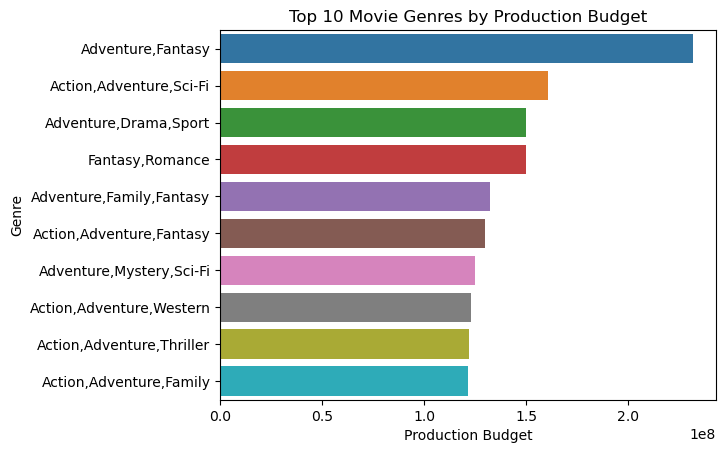 Top 10 Movie Genres by Production Budget
Genre
Adventure,Fantasy
Action,Adventure,Sci-Fi
Adventure,Drama,Sport
Fantasy,Romance
Adventure,Family,Fantasy
Action,Adventure,Fantasy
Adventure,Mystery,Sci-Fi
Action,Adventure,Western
Action,Adventure,Thriller
Action,Adventure,Family
0.0 0.5 1.0 1.5 2.0
1e8
Production Budget